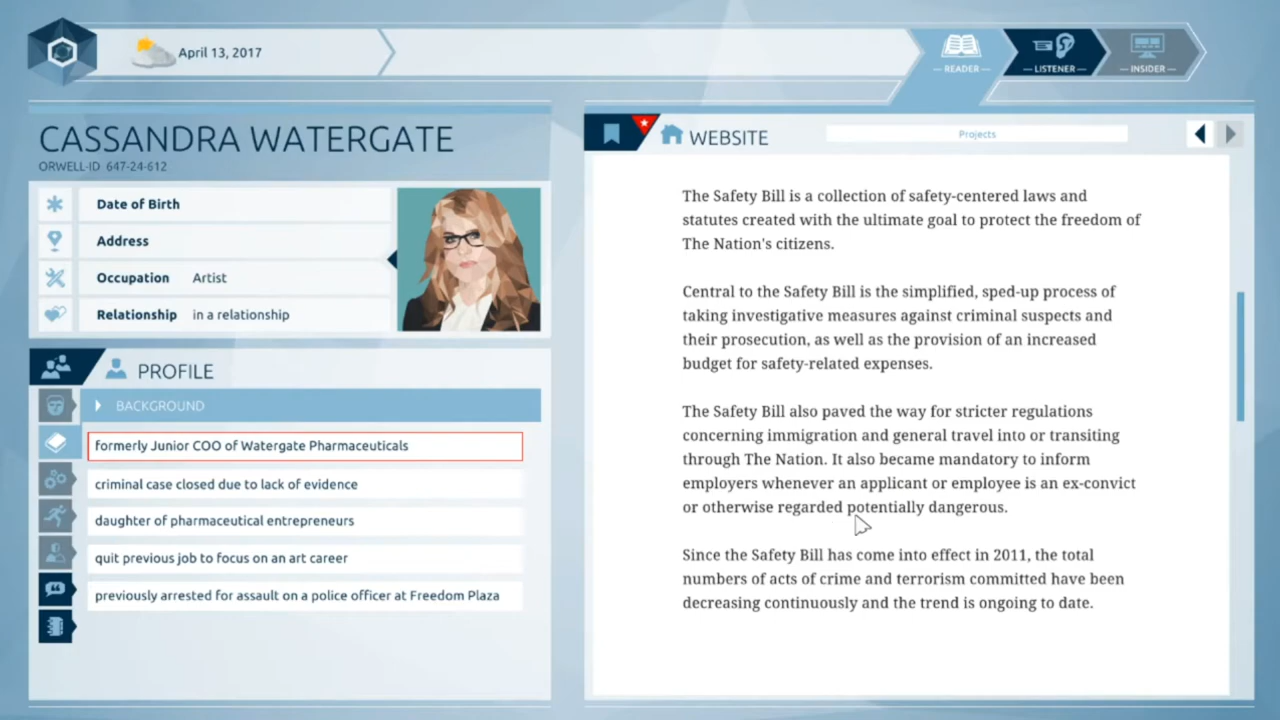 April 13, 2017
READER
LISTENER
INSIDER
CASSANDRA WATERGATE
ORWELL-ID 647-24-612
Date of Birth
Address
Occupation Artist
Relationship in a relationship
PROFILE
BACKGROUND
formerly Junior COO of Watergate Pharmaceuticals
criminal case closed due to lack of evidence
daughter of pharmaceutical entrepreneurs
quit previous job to focus on an art career
previously arrested for assault on a police officer at Freedom Plaza
WEBSITE
Projects
The Safety Bill is a collection of safety-centered laws and
statutes created with the ultimate goal to protect the freedom of
The Nation's citizens.
Central to the Safety Bill is the simplified, sped-up process of
taking investigative measures against criminal suspects and
their prosecution, as well as the provision of an increased
budget for safety-related expenses.
The Safety Bill also paved the way for stricter regulations
concerning immigration and general travel into or transiting
through The Nation. It also became mandatory to inform
employers whenever an applicant or employee is an ex-convict
or otherwise regarded potentially dangerous.
Since the Safety Bill has come into effect in 2011, the total
numbers of acts of crime and terrorism committed have been
decreasing continuously and the trend is ongoing to date.